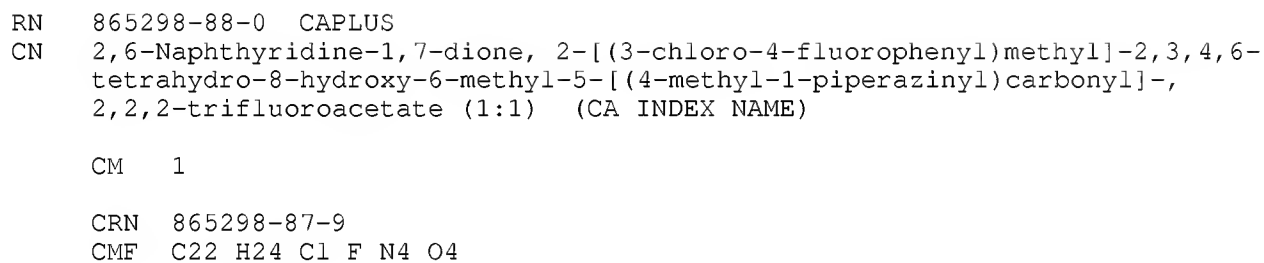 RN 865298-88-0 CAPLUS
CN 2,6-Naphthyridine-1,7-dione, 2-[(3-chloro-4-fluorophenyl)methyl]-2,3,4,6-
tetrahydro-8-hydroxy-6-methyl-5-[(4-methyl-1-piperazinyl)carbonyl]-,
2,2,2-trifluoroacetate (1:1) (CA INDEX NAME)
CM 1
CRN 865298-87-9
CMF C22 H24 Cl F N4 O4